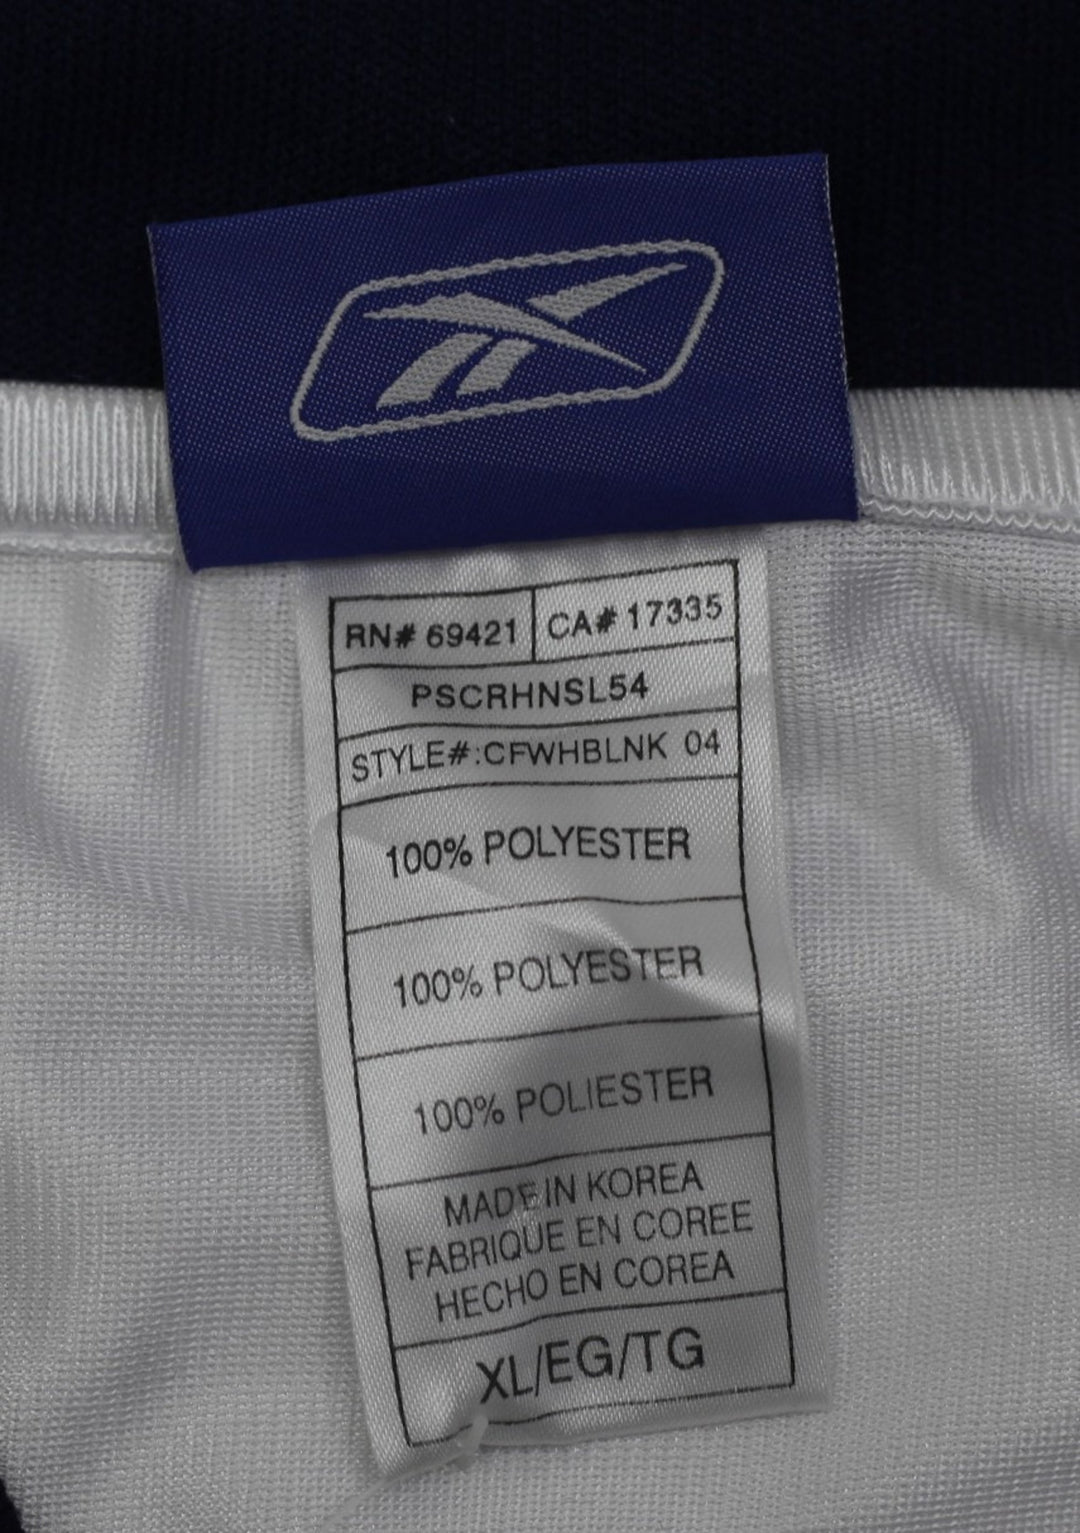 RN# 69421 CA# 17335
PSCRHNSL54
STYLE#:CFWHBLNK 04
100% POLYESTER
100% POLYESTER
100% POLIESTER
MADE IN KOREA
FABRIQUE EN COREE
HECHO EN COREA
XL/EG/TG